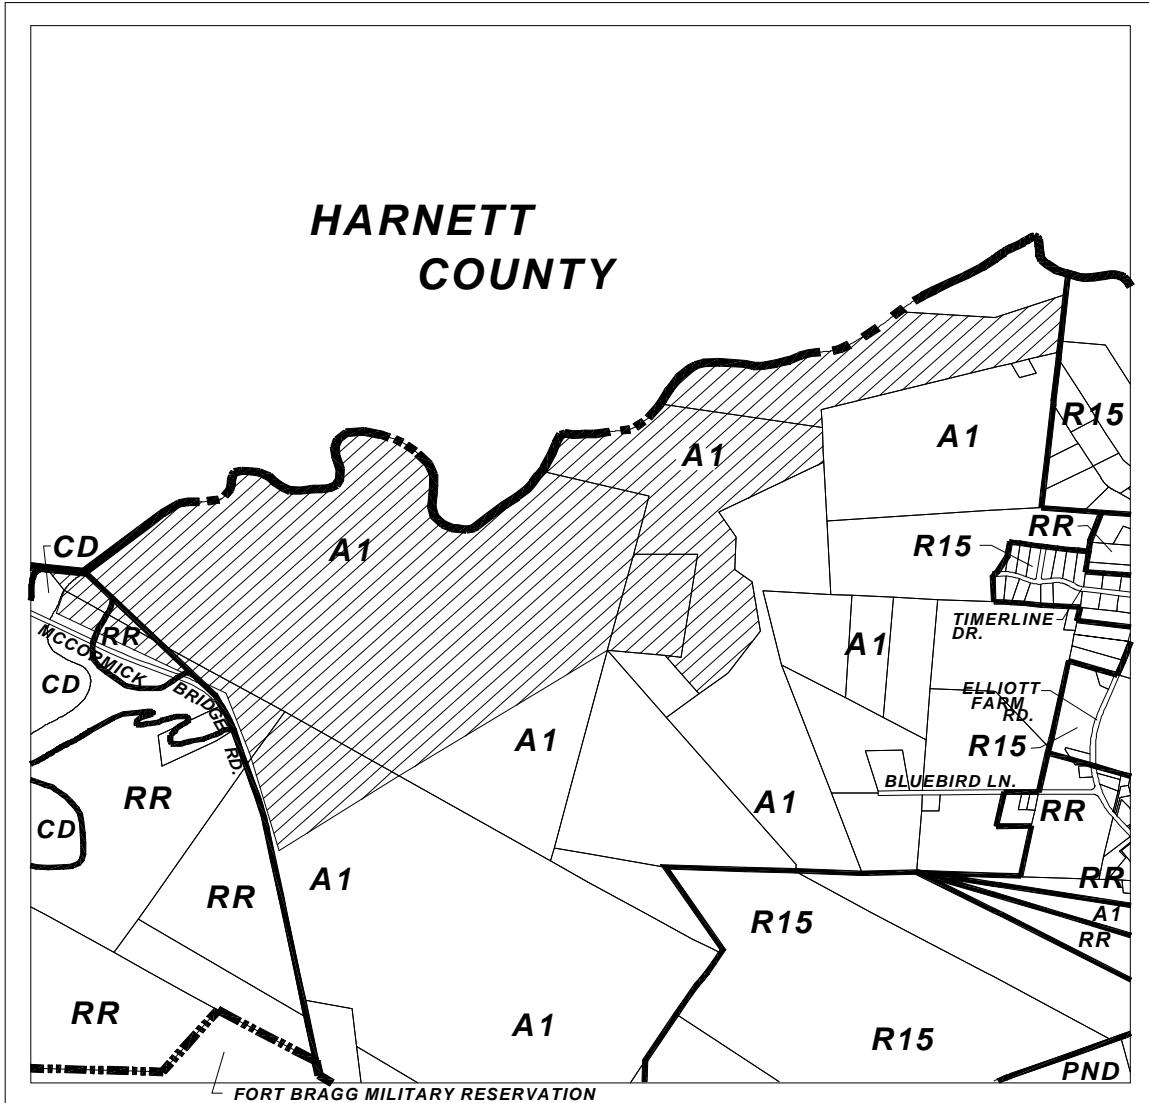 HARNETT
COUNTY
R15
A1
A1
RR
R15
CD
A1
TIMERLINE
DR.
MCCORMICK
RR
A1
CD
BRIDGE
RD.
ELLIOTT
FARM
RD.
R15
A1
BLUEBIRD LN.
RR
A1
RR
CD
RR
A1
RR
A1
R15
RR
RR
A1
R15
PND
FORT BRAGG MILITARY RESERVATION